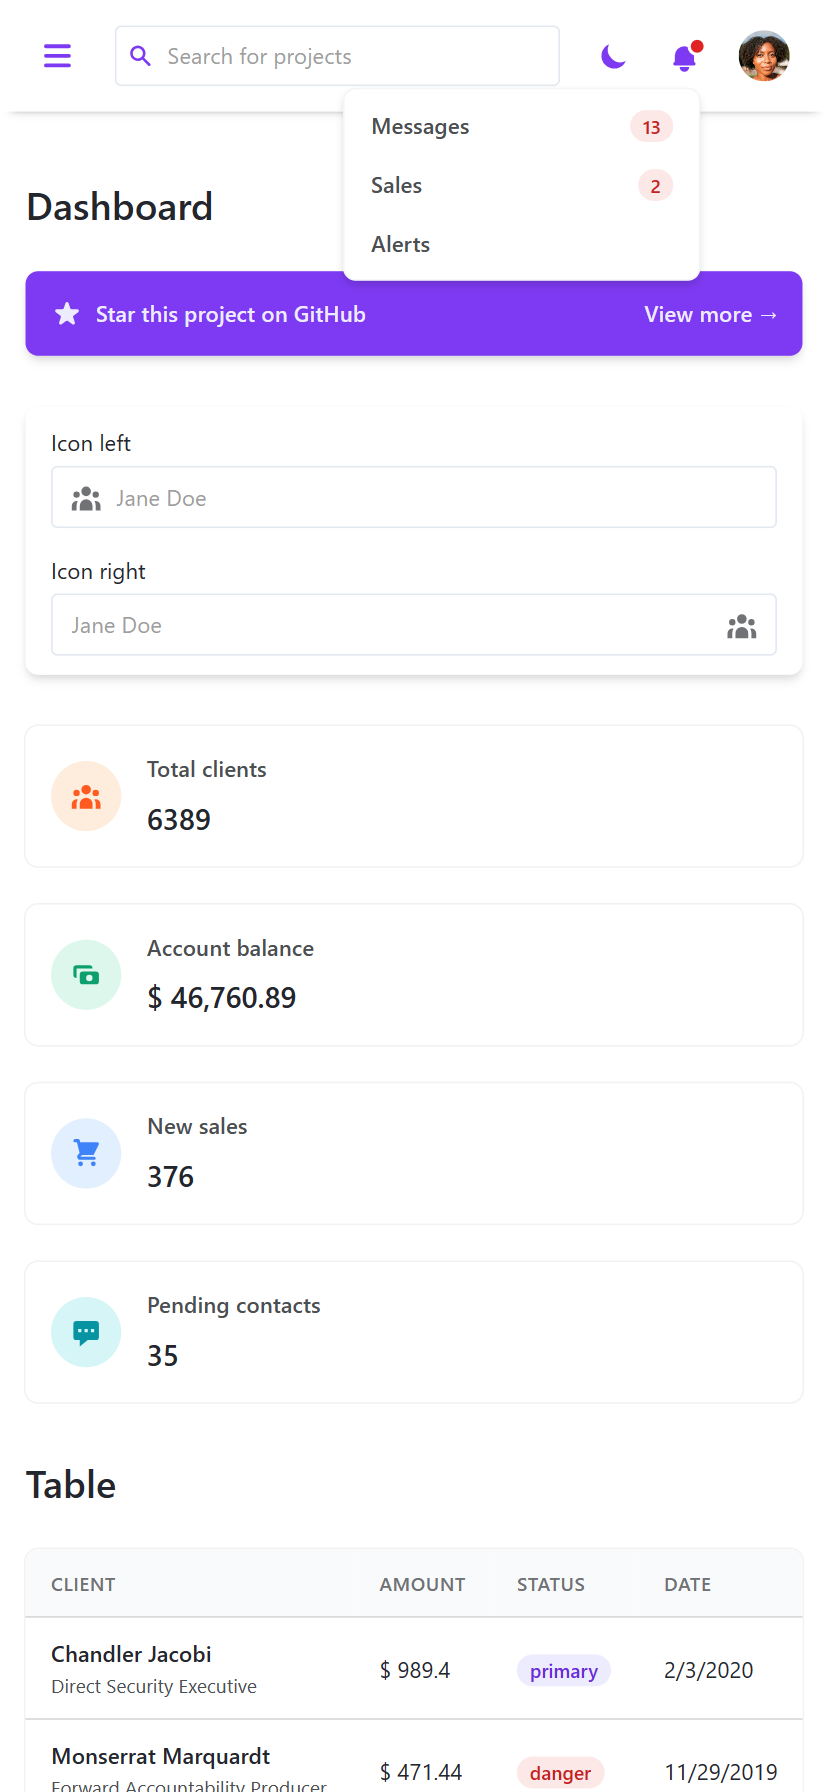 Search for projects
Messages 13
Sales 2
Alerts
Dashboard
Star this project on GitHub View more →
Icon left
Jane Doe
Icon right
Jane Doe
Total clients
6389
Account balance
$ 46,760.89
New sales
376
Pending contacts
35
Table
CLIENT AMOUNT STATUS DATE
Chandler Jacobi
Direct Security Executive
$ 989.4 primary 2/3/2020
Monserrat Marquardt
Forward Accountability Producer
$ 471.44 danger 11/29/2019